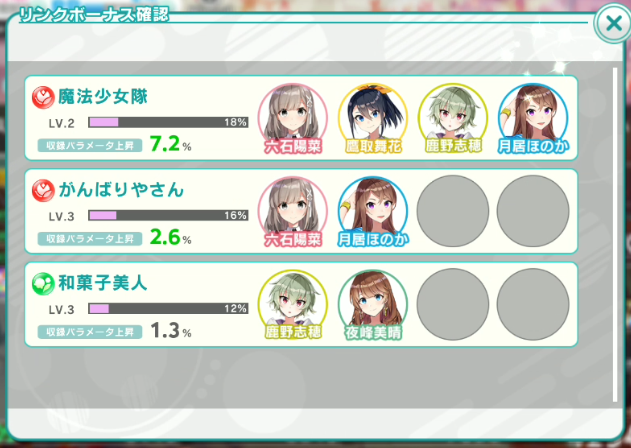 リンクボーナス確認
魔法少女隊
LV.2 18%
収録パラメータ上昇 7.2%
六石陽菜 鷹取舞花 鹿野志穂 月居ほのか
がんばりやさん
LV.3 16%
収録パラメータ上昇 2.6%
六石陽菜 月居ほのか
和菓子美人
LV.3 12%
収録パラメータ上昇 1.3%
鹿野志穂 夜峰美晴